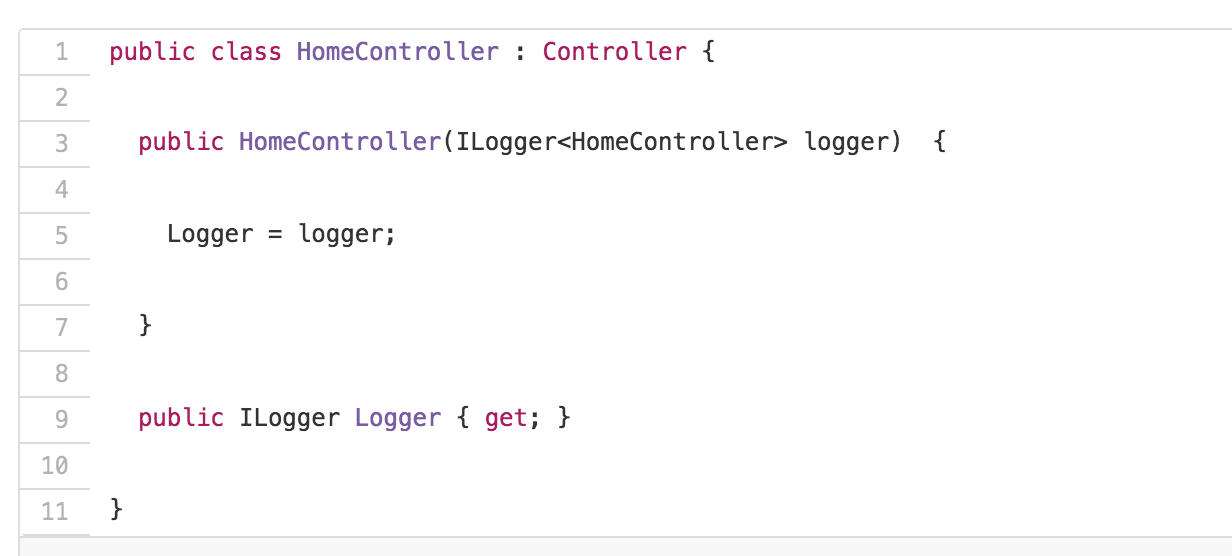 1 public class HomeController : Controller {
2
3 public HomeController(ILogger<HomeController> logger)  {
4
5 Logger = logger;
6
7 }
8
9 public ILogger Logger { get; }
10
11 }